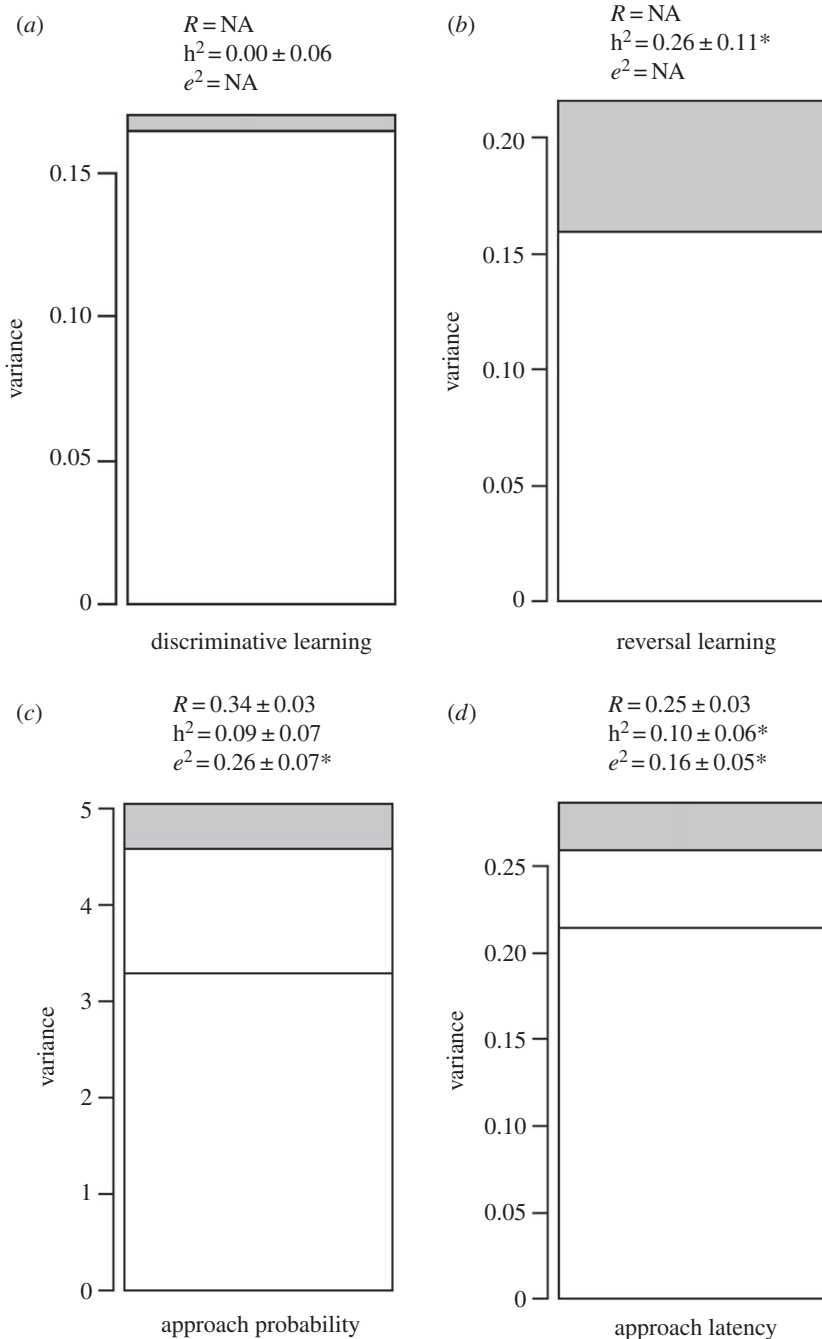 (a)
R = NA
h² = 0.00 ± 0.06
e² = NA
0.15
0.10
0.05
0
variance
discriminative learning
(b)
R = NA
h² = 0.26 ± 0.11*
e² = NA
0.20
0.15
0.10
0.05
0
variance
reversal learning
(c)
R = 0.34 ± 0.03
h² = 0.09 ± 0.07
e² = 0.26 ± 0.07*
5
4
3
2
1
0
variance
approach probability
(d)
R = 0.25 ± 0.03
h² = 0.10 ± 0.06*
e² = 0.16 ± 0.05*
0.25
0.20
0.15
0.10
0.05
0
variance
approach latency